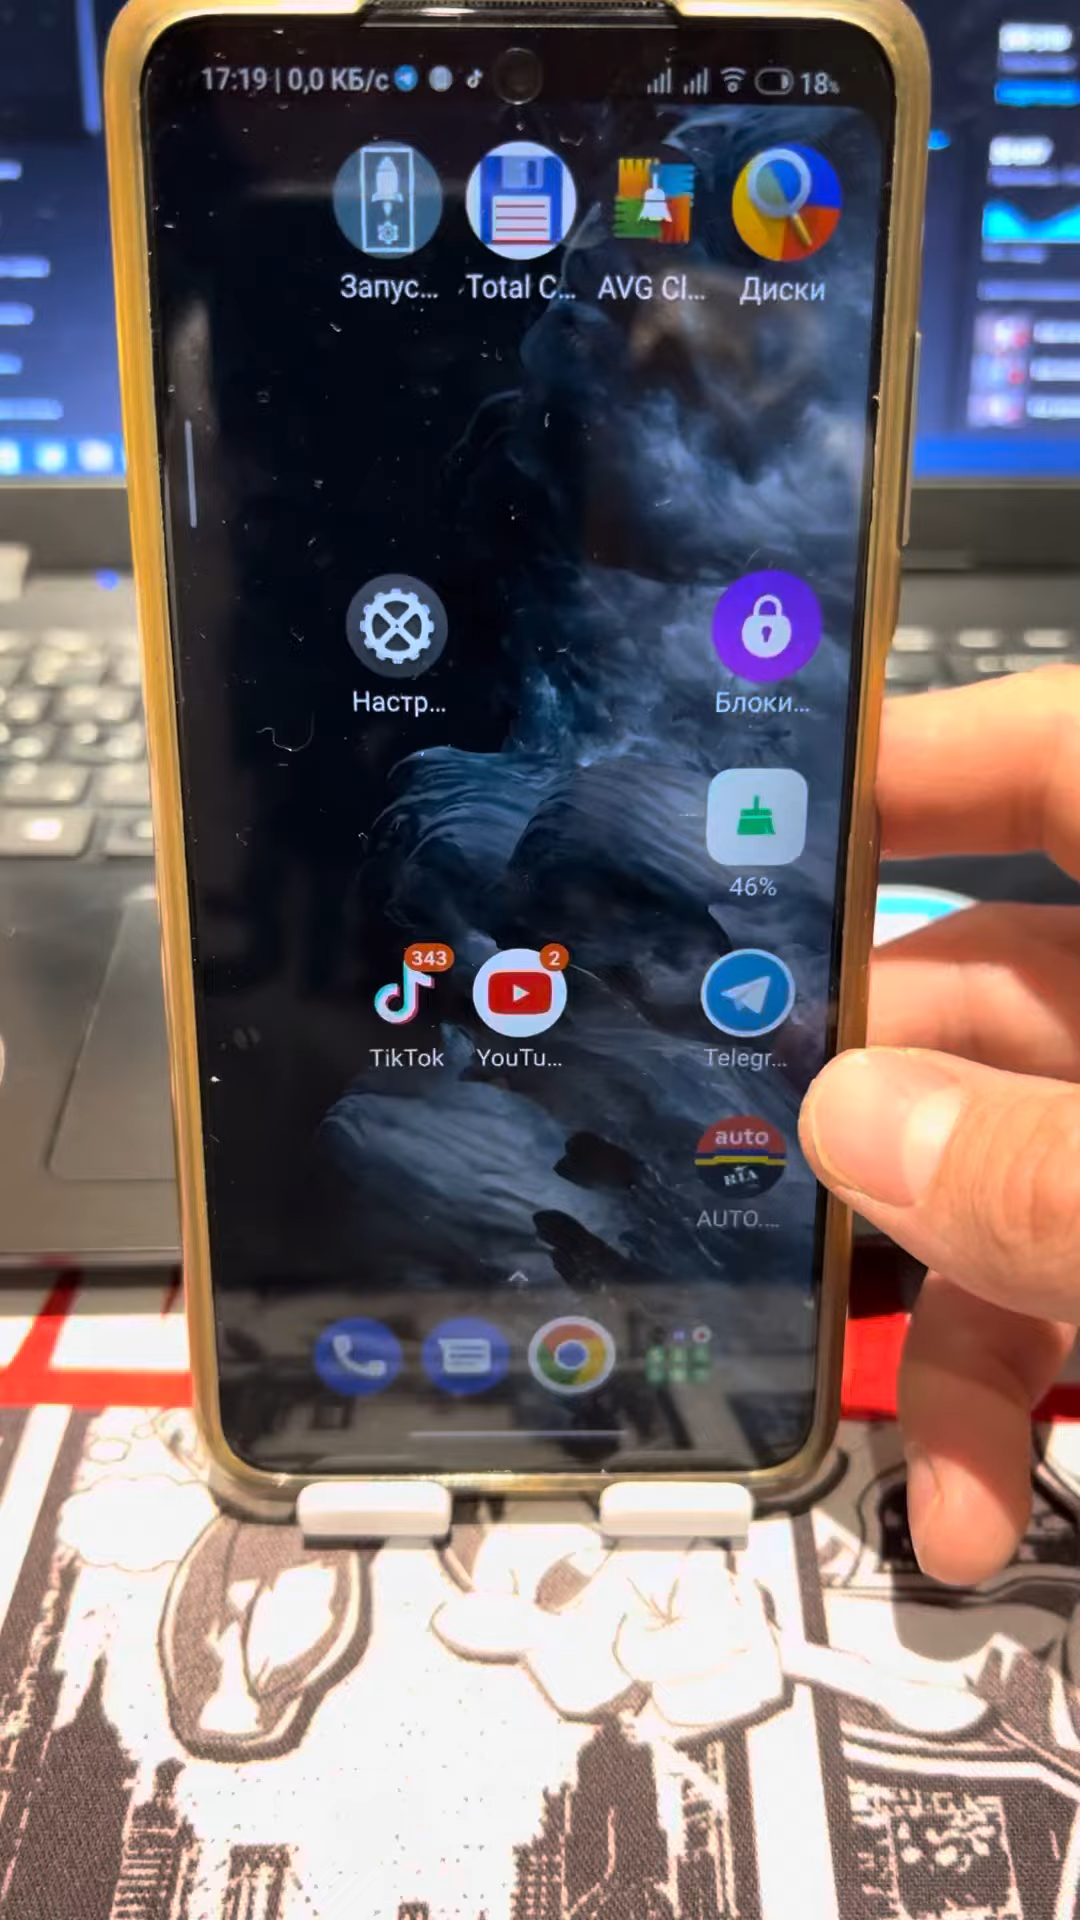 17:19 | 0,0 КБ/с 18%
Запус... Total C... AVG Cl... Диски
Настр... Блоки...
46%
343 2
TikTok YouTu... Telegr...
auto
RIA
AUTO....